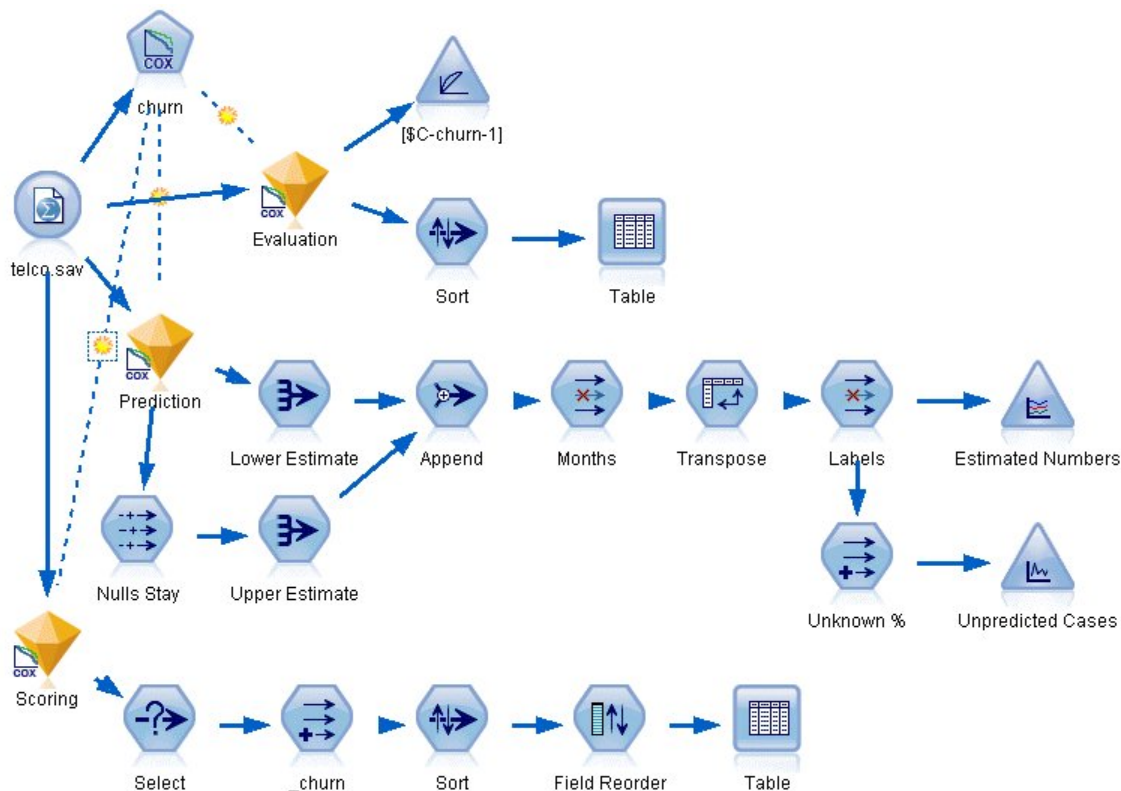 COX
churn
[$C-churn-1]
telco.sav
COX
Evaluation
Sort
Table
COX
Prediction
Lower Estimate
Append
Months
Transpose
Labels
Estimated Numbers
Nulls Stay
Upper Estimate
Unknown %
Unpredicted Cases
COX
Scoring
Select
_churn
Sort
Field Reorder
Table